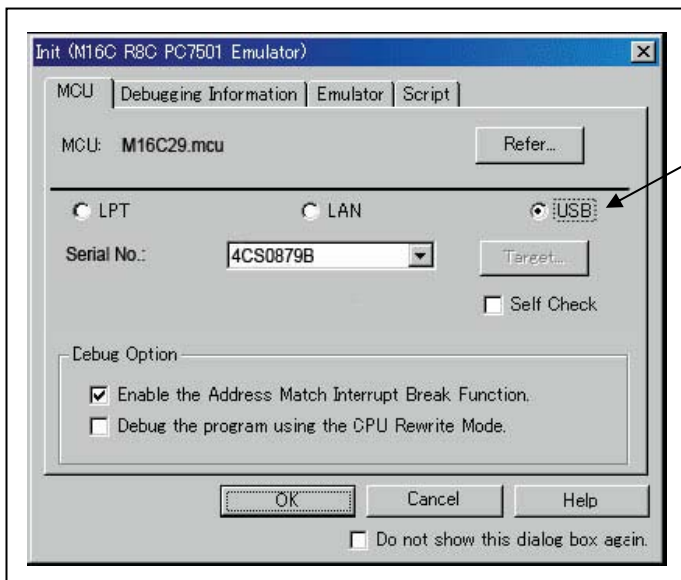 Init (M16C R8C PC7501 Emulator)
MCU Debugging Information Emulator Script
MCU: M16C29.mcu Refer...
LPT LAN USB
Serial No.: 4CS0879B Target...
Self Check
Debug Option
Enable the Address Match Interrupt Break Function.
Debug the program using the CPU Rewrite Mode.
OK Cancel Help
Do not show this dialog box again.